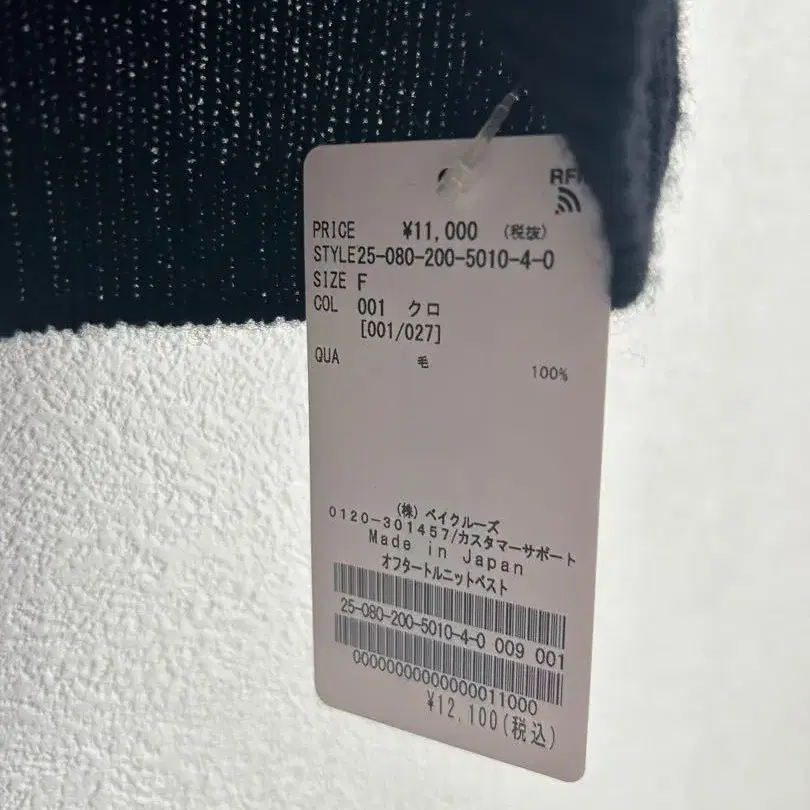 RFI
PRICE ¥11,000 (税抜)
STYLE25-080-200-5010-4-0
SIZE F
COL 001 クロ
[001/027]
QUA 毛 100%
(株) ベイクルーズ
0120-301457/カスタマーサポート
Made in Japan
オフタートルニットベスト
25-080-200-5010-4-0 009 001
00000000000000011000
¥12,100(税込)